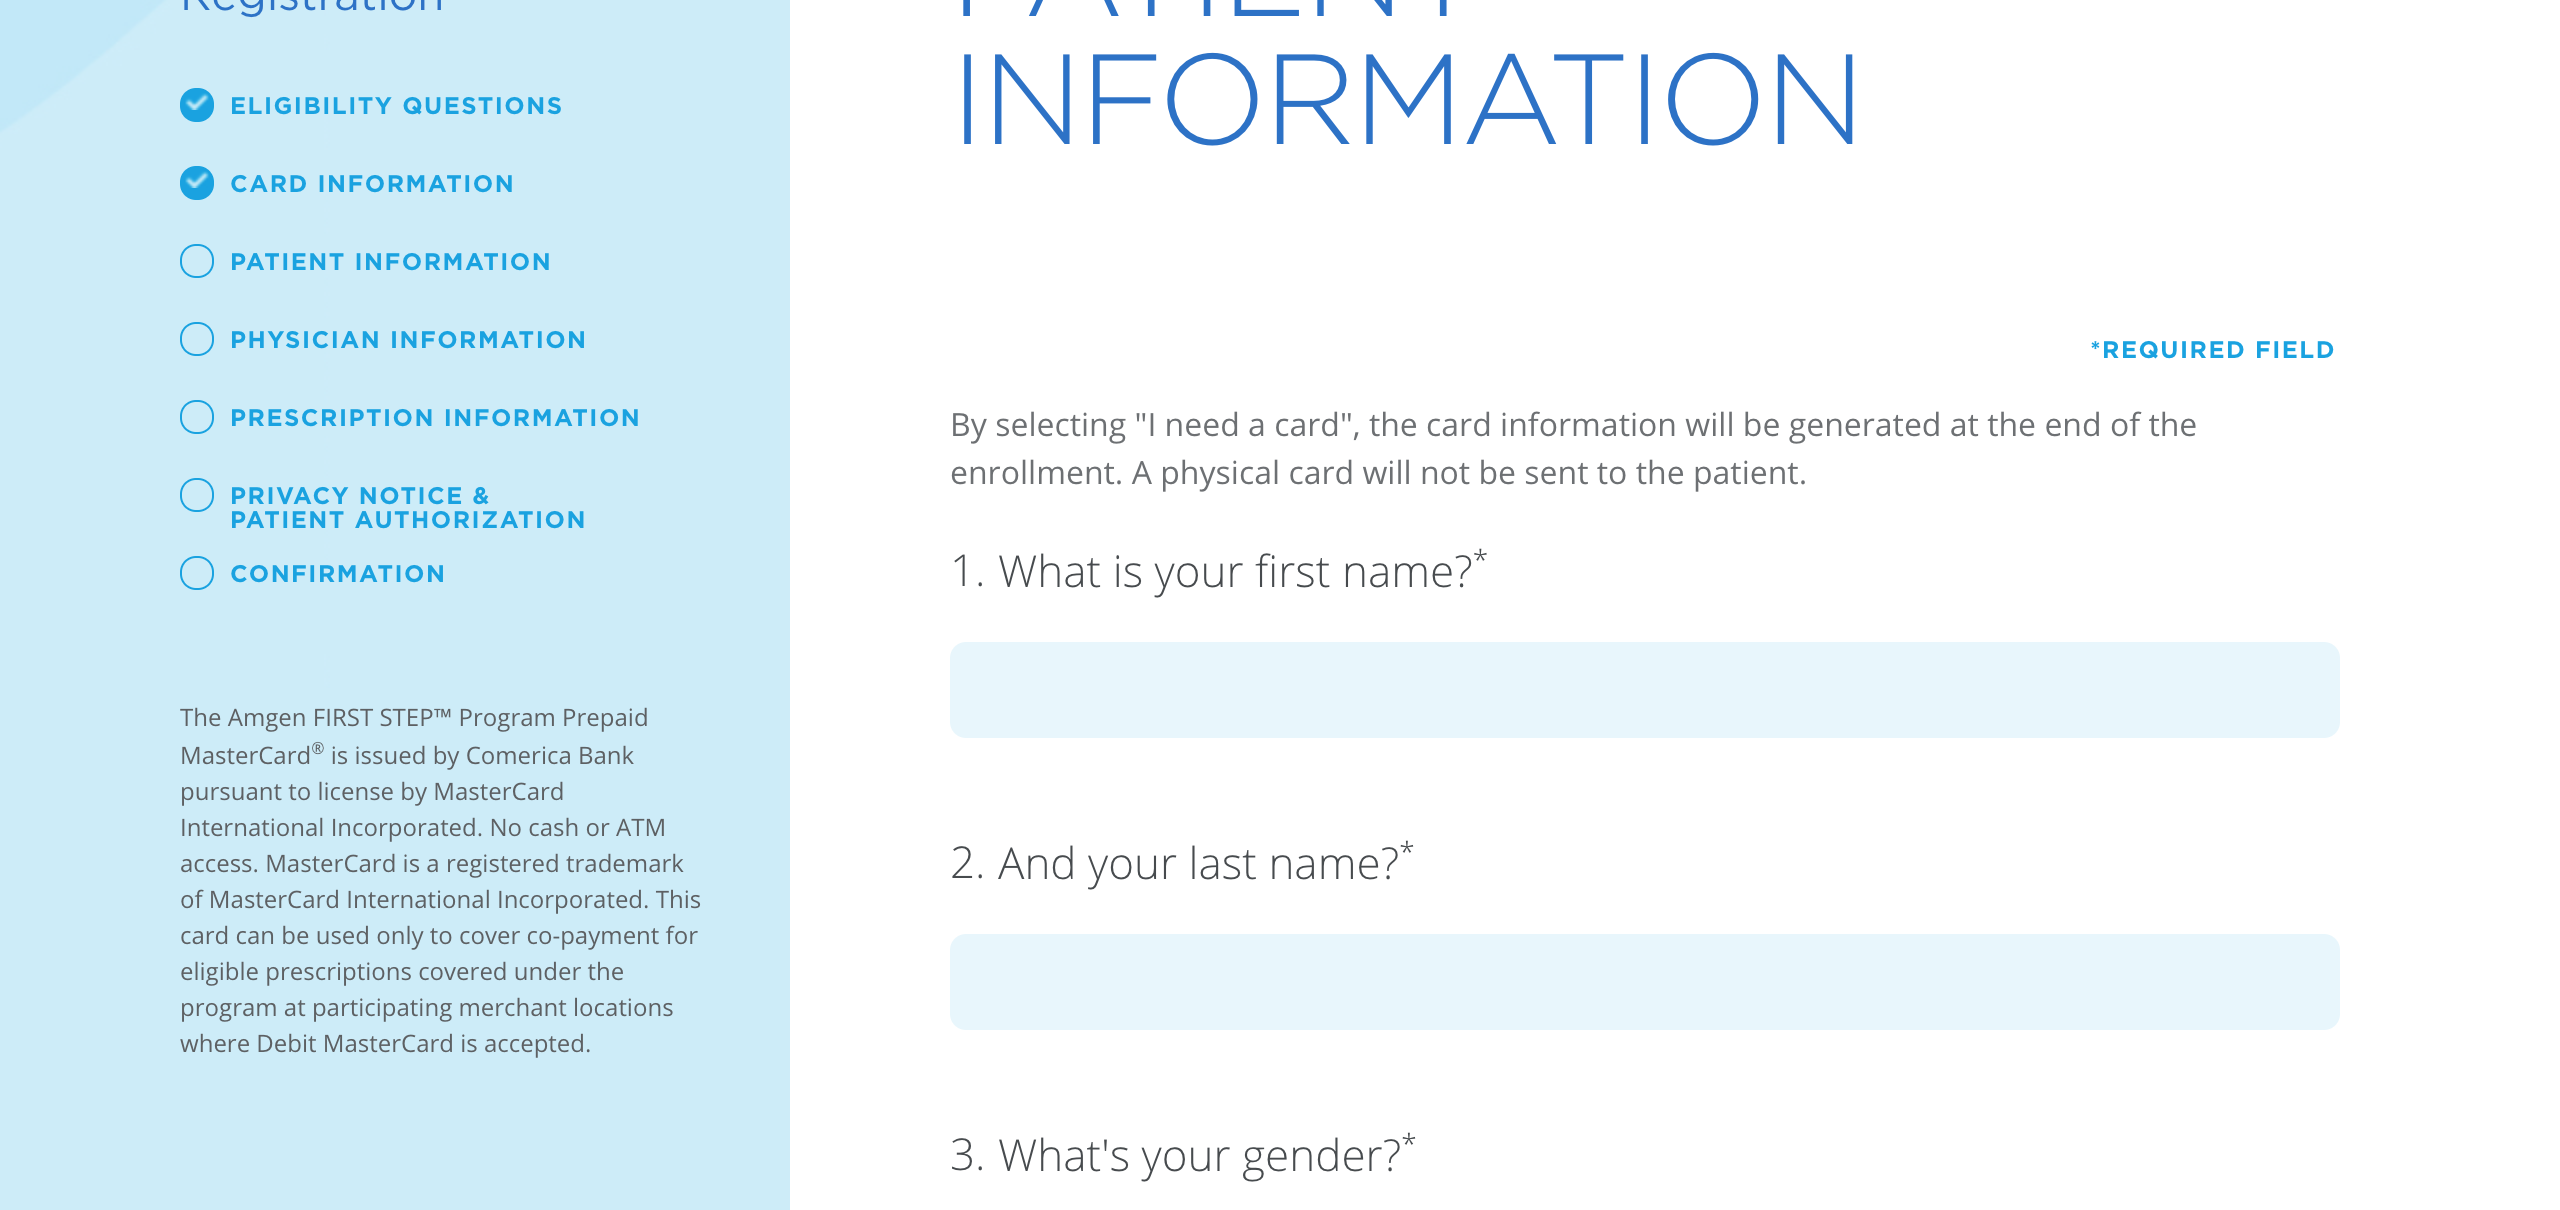 Registration
ELIGIBILITY QUESTIONS
CARD INFORMATION
PATIENT INFORMATION
PHYSICIAN INFORMATION
PRESCRIPTION INFORMATION
PRIVACY NOTICE &
PATIENT AUTHORIZATION
CONFIRMATION
The Amgen FIRST STEP™ Program Prepaid
MasterCard® is issued by Comerica Bank
pursuant to license by MasterCard
International Incorporated. No cash or ATM
access. MasterCard is a registered trademark
of MasterCard International Incorporated. This
card can be used only to cover co-payment for
eligible prescriptions covered under the
program at participating merchant locations
where Debit MasterCard is accepted.
PATIENT
INFORMATION
*REQUIRED FIELD
By selecting "I need a card", the card information will be generated at the end of the
enrollment. A physical card will not be sent to the patient.
1. What is your first name?*
2. And your last name?*
3. What's your gender?*